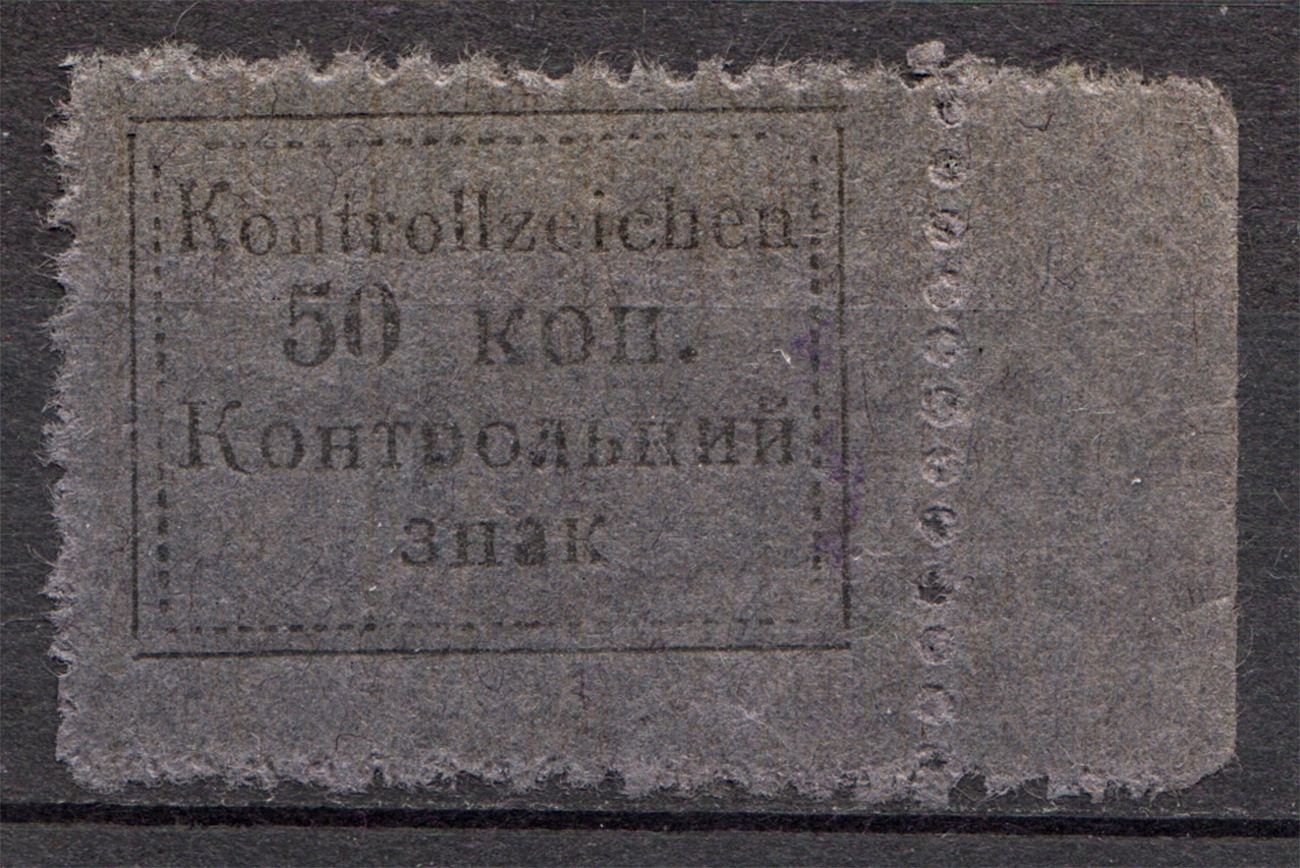 Kontrollzeichen
50 коп.
Контрольний
знак